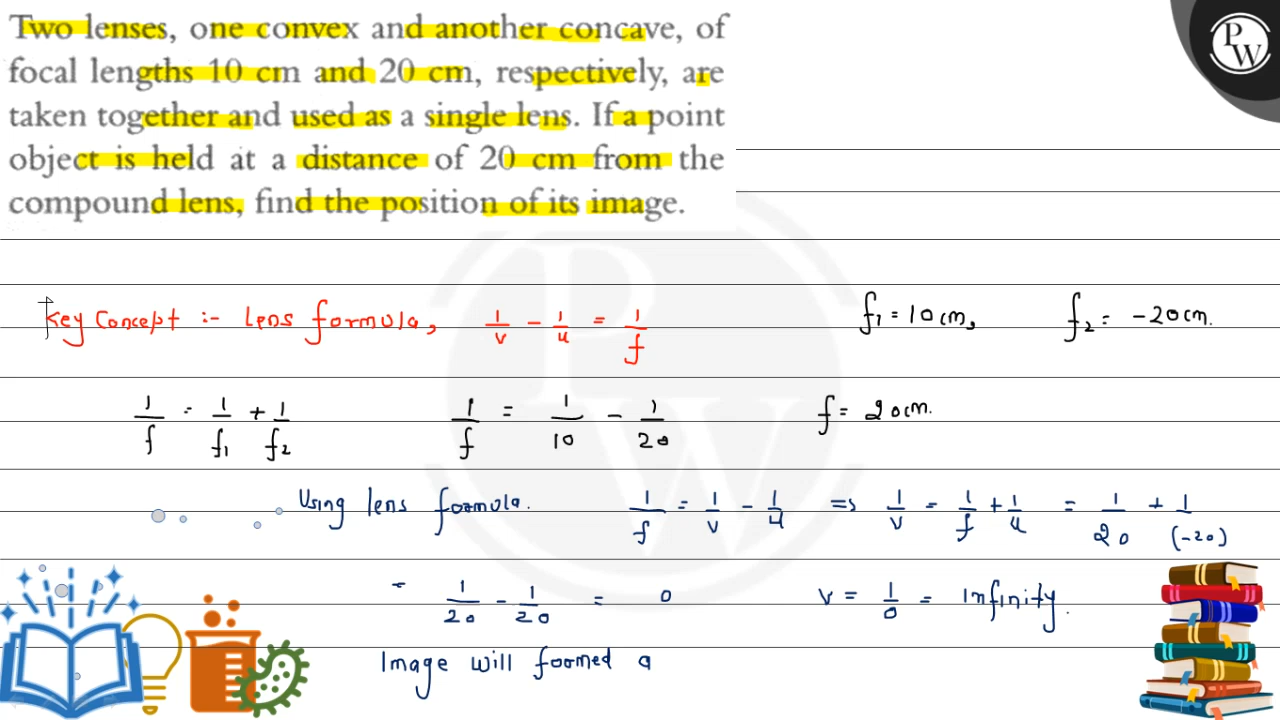 Two lenses, one convex and another concave, of
focal lengths 10 cm and 20 cm, respectively, are
taken together and used as a single lens. If a point
object is held at a distance of 20 cm from the
compound lens, find the position of its image.
PW
Key Concept :- Lens formula, 1/v - 1/u = 1/f f₁ = 10 cm, f₂ = -20 cm.
1/f = 1/f₁ + 1/f₂ 1/f = 1/10 - 1/20 f = 20 cm.
Using lens formula. 1/f = 1/v - 1/u => 1/v = 1/f + 1/u = 1/20 + 1/(-20)
= 1/20 - 1/20 = 0 v = 1/0 = Infinity.
Image will formed a